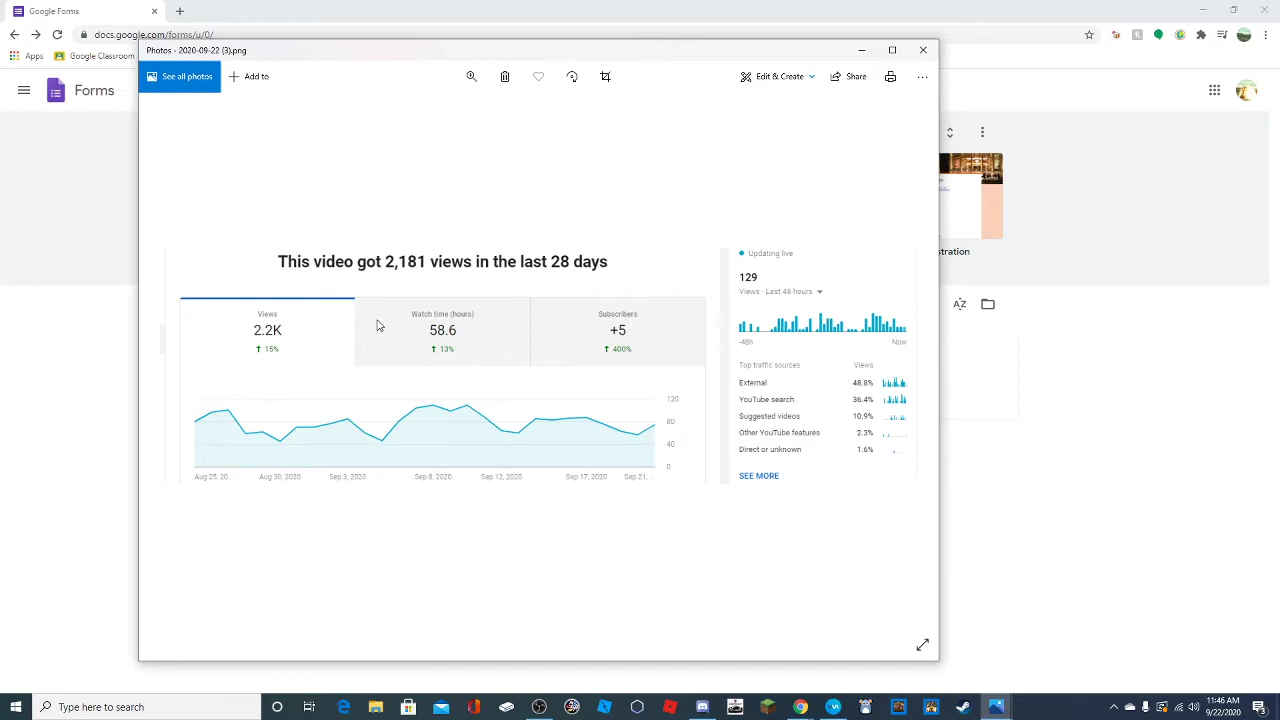 Google Forms
docs.google.com/forms/u/0/
Apps
Google Classroom
Forms
Photos - 2020-09-22 (3).png
See all photos
Add to
Edit & Create
Share
This video got 2,181 views in the last 28 days
Views
2.2K
15%
Watch time (hours)
58.6
13%
Subscribers
+5
400%
120
80
40
0
Aug 25, 20...
Aug 30, 2020
Sep 3, 2020
Sep 8, 2020
Sep 12, 2020
Sep 17, 2020
Sep 21, ...
Updating live
129
Views · Last 48 hours
-48h
Now
Top traffic sources
Views
External
48.8%
YouTube search
36.4%
Suggested videos
10.9%
Other YouTube features
2.3%
Direct or unknown
1.6%
SEE MORE
stration
AZ
Type here to search
11:46 AM
9/22/2020